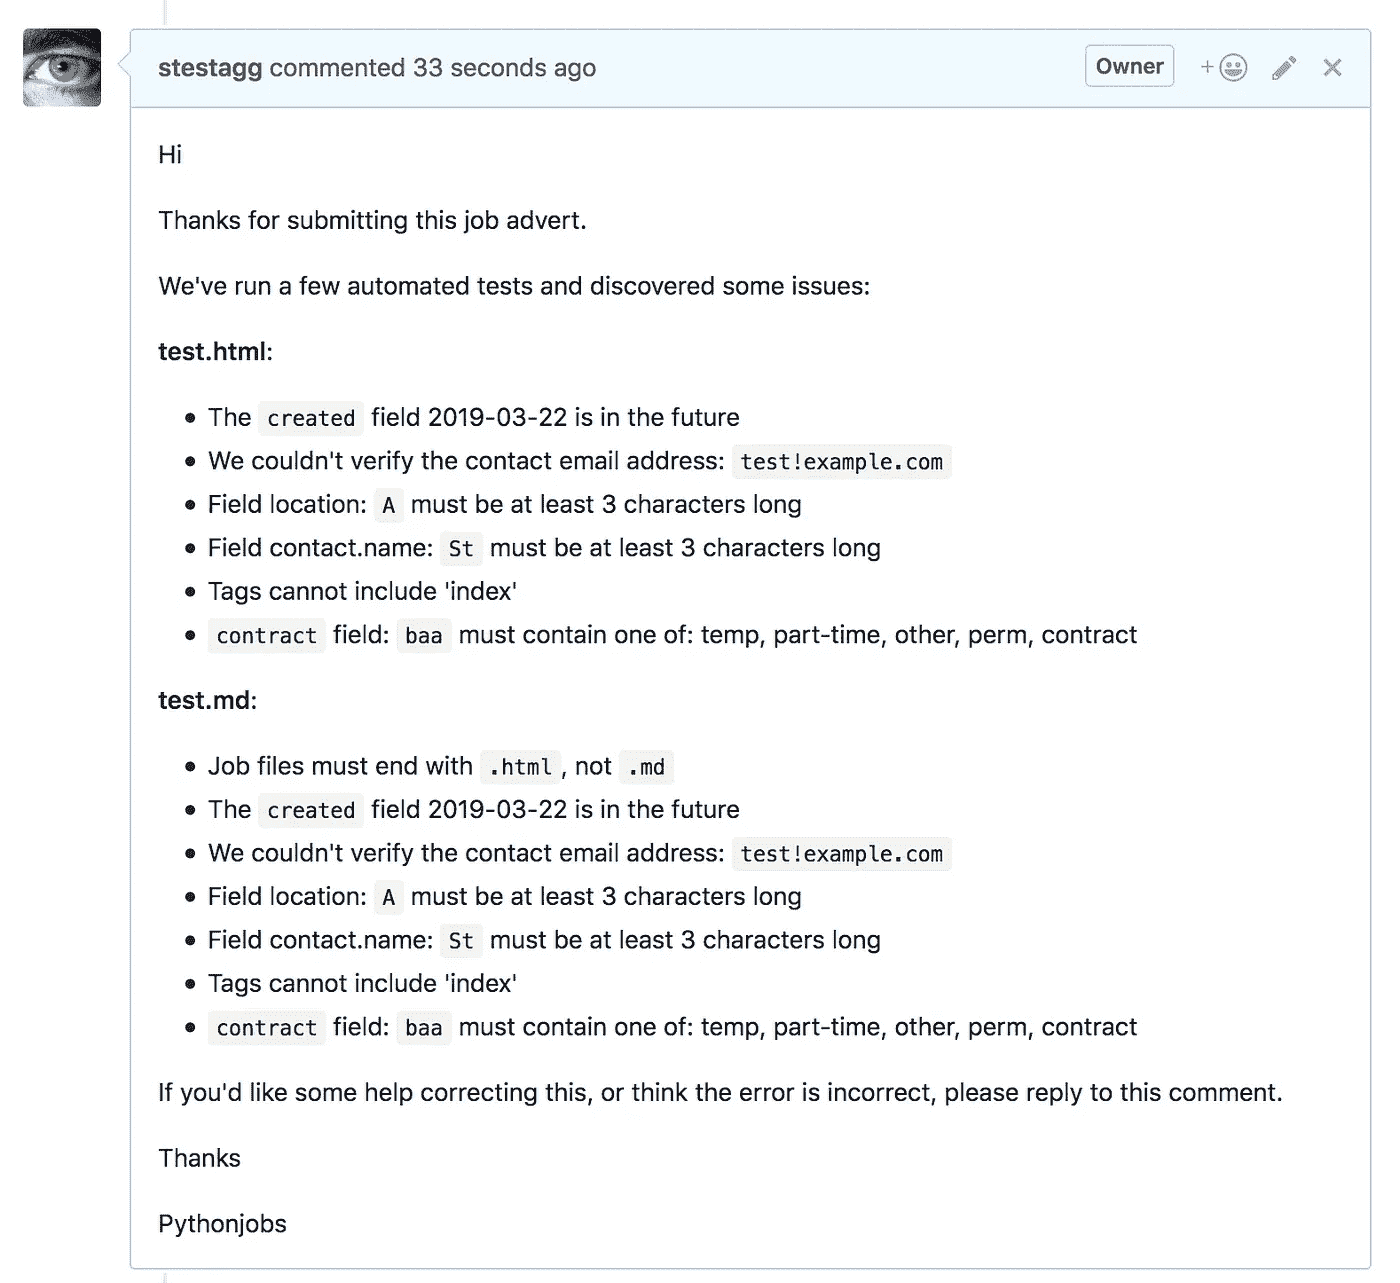 stestagg commented 33 seconds ago
Owner
Hi
Thanks for submitting this job advert.
We've run a few automated tests and discovered some issues:
test.html:
• The created field 2019-03-22 is in the future
• We couldn't verify the contact email address: test!example.com
• Field location: A must be at least 3 characters long
• Field contact.name: St must be at least 3 characters long
• Tags cannot include 'index'
• contract field: baa must contain one of: temp, part-time, other, perm, contract
test.md:
• Job files must end with .html, not .md
• The created field 2019-03-22 is in the future
• We couldn't verify the contact email address: test!example.com
• Field location: A must be at least 3 characters long
• Field contact.name: St must be at least 3 characters long
• Tags cannot include 'index'
• contract field: baa must contain one of: temp, part-time, other, perm, contract
If you'd like some help correcting this, or think the error is incorrect, please reply to this comment.
Thanks
Pythonjobs